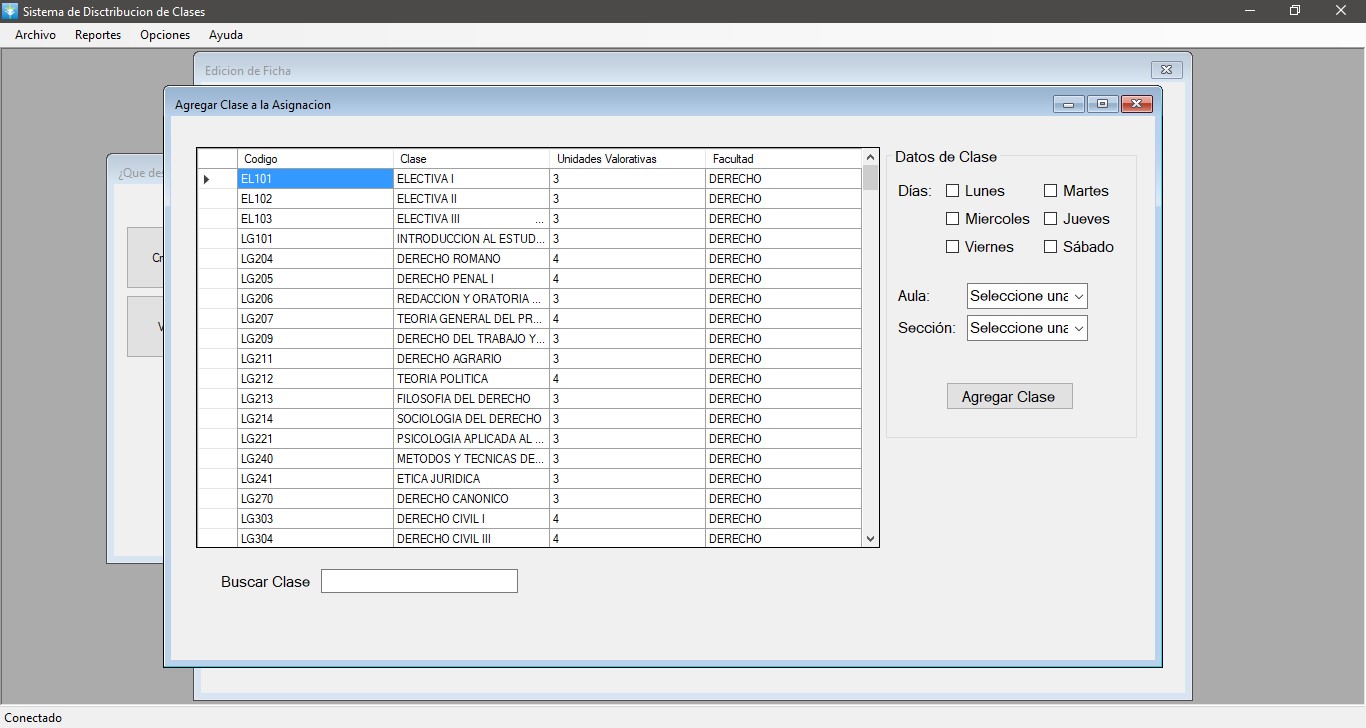 Sistema de Disctribucion de Clases
Archivo Reportes Opciones Ayuda
Edicion de Ficha
Agregar Clase a la Asignacion
¿Que
Codigo Clase Unidades Valorativas Facultad
EL101 ELECTIVA I 3 DERECHO
EL102 ELECTIVA II 3 DERECHO
EL103 ELECTIVA III ... 3 DERECHO
LG101 INTRODUCCION AL ESTUD... 3 DERECHO
LG204 DERECHO ROMANO 4 DERECHO
LG205 DERECHO PENAL I 4 DERECHO
LG206 REDACCION Y ORATORIA ... 3 DERECHO
LG207 TEORIA GENERAL DEL PR... 4 DERECHO
LG209 DERECHO DEL TRABAJO Y... 3 DERECHO
LG211 DERECHO AGRARIO 3 DERECHO
LG212 TEORIA POLITICA 4 DERECHO
LG213 FILOSOFIA DEL DERECHO 3 DERECHO
LG214 SOCIOLOGIA DEL DERECHO 3 DERECHO
LG221 PSICOLOGIA APLICADA AL ... 3 DERECHO
LG240 METODOS Y TECNICAS DE... 3 DERECHO
LG241 ETICA JURIDICA 3 DERECHO
LG270 DERECHO CANONICO 3 DERECHO
LG303 DERECHO CIVIL I 4 DERECHO
LG304 DERECHO CIVIL III 4 DERECHO
Buscar Clase
Datos de Clase
Días: Lunes Martes
Miercoles Jueves
Viernes Sábado
Aula: Seleccione una
Sección: Seleccione una
Agregar Clase
Conectado